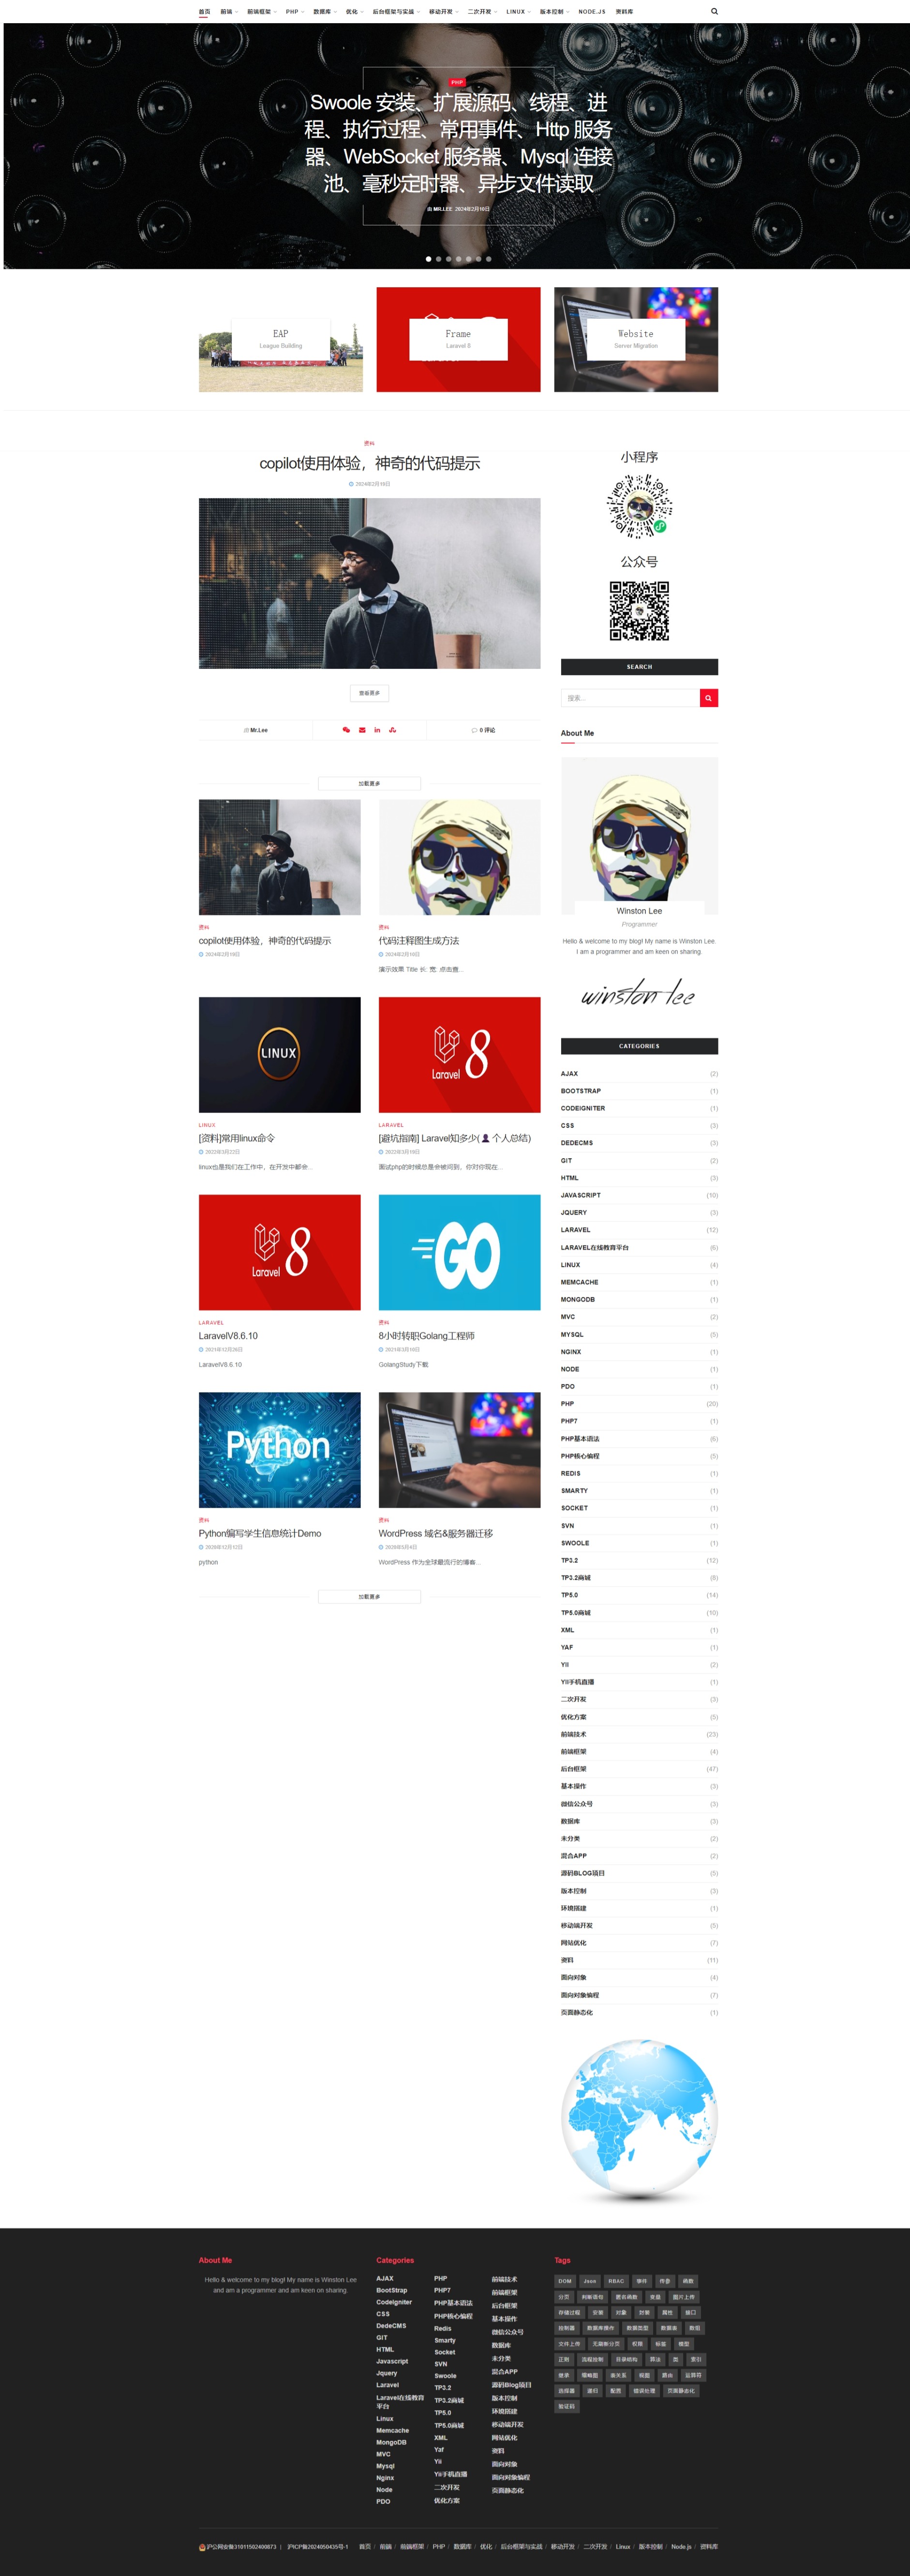 首页 前端 前端框架 PHP 数据库 优化 后台框架与实战 移动开发 二次开发 LINUX 版本控制 NODE.JS 资料库
PHP
Swoole 安装、扩展源码、线程、进
程、执行过程、常用事件、Http 服务
器、WebSocket 服务器、Mysql 连接
池、毫秒定时器、异步文件读取
由 MR.LEE 2024年2月10日
EAP
League Building
Frame
Laravel 8
Website
Server Migration
资料
copilot使用体验，神奇的代码提示
2024年2月19日
查看更多
由 Mr.Lee
0 评论
加载更多
资料
copilot使用体验，神奇的代码提示
2024年2月19日
资料
代码注释图生成方法
2024年2月10日
演示效果 Title 长: 宽: 点击查...
LINUX
LINUX
[资料]常用linux命令
2022年3月22日
linux也是我们在工作中，在开发中都会...
Laravel 8
LARAVEL
[避坑指南] Laravel知多少(👤个人总结)
2022年3月19日
面试php的时候总是会被问到，你对你现在...
Laravel 8
LARAVEL
LaravelV8.6.10
2021年12月26日
LaravelV8.6.10
GO
资料
8小时转职Golang工程师
2021年3月10日
GolangStudy下载
Python
资料
Python编写学生信息统计Demo
2020年12月12日
python
资料
WordPress 域名&服务器迁移
2020年5月6日
WordPress 作为全球最流行的博客...
加载更多
小程序
公众号
SEARCH
搜索...
About Me
Winston Lee
Programmer
Hello & welcome to my blog! My name is Winston Lee.
I am a programmer and am keen on sharing.
winston lee
CATEGORIES
AJAX (2)
BOOTSTRAP (1)
CODEIGNITER (1)
CSS (3)
DEDECMS (3)
GIT (2)
HTML (3)
JAVASCRIPT (10)
JQUERY (3)
LARAVEL (12)
LARAVEL在线教育平台 (6)
LINUX (4)
MEMCACHE (1)
MONGODB (1)
MVC (2)
MYSQL (5)
NGINX (1)
NODE (1)
PDO (1)
PHP (20)
PHP7 (1)
PHP基本语法 (6)
PHP核心编程 (5)
REDIS (1)
SMARTY (1)
SOCKET (1)
SVN (1)
SWOOLE (1)
TP3.2 (12)
TP3.2商城 (8)
TP5.0 (14)
TP5.0商城 (10)
XML (1)
YAF (1)
YII (2)
YII手机直播 (1)
二次开发 (3)
优化方案 (5)
前端技术 (23)
前端框架 (4)
后台框架 (47)
基本操作 (3)
微信公众号 (3)
数据库 (3)
未分类 (2)
混合APP (2)
源码BLOG项目 (5)
版本控制 (3)
环境搭建 (1)
移动端开发 (5)
网站优化 (7)
资料 (11)
面向对象 (4)
面向对象编程 (7)
页面静态化 (1)
About Me
Hello & welcome to my blog! My name is Winston Lee
and I am a programmer and am keen on sharing.
Categories
AJAX
BootStrap
CodeIgniter
CSS
DedeCMS
GIT
HTML
Javascript
Jquery
Laravel
Laravel在线教育
平台
Linux
Memcache
MongoDB
MVC
Mysql
Nginx
Node
PDO
PHP
PHP7
PHP基本语法
PHP核心编程
Redis
Smarty
Socket
SVN
Swoole
TP3.2
TP3.2商城
TP5.0
TP5.0商城
XML
Yaf
Yii
Yii手机直播
二次开发
优化方案
前端技术
前端框架
后台框架
基本操作
微信公众号
数据库
未分类
混合APP
源码Blog项目
版本控制
环境搭建
移动端开发
网站优化
资料
面向对象
面向对象编程
页面静态化
Tags
DOM Json RBAC 事件 传参 函数
分页 判断语句 匿名函数 变量 图片上传
存储过程 安装 对象 封装 属性 接口
控制器 数据库操作 数据类型 数据表 数组
文件上传 无刷新分页 权限 标签 模型
正则 流程控制 目录结构 算法 类 索引
继承 缩略图 表关系 视图 路由 运算符
选择器 递归 配置 错误处理 页面静态化
验证码
沪公网安备31011502400873 | 沪ICP备2024050435号-1 首页 / 前端 / 前端框架 / PHP / 数据库 / 优化 / 后台框架与实战 / 移动开发 / 二次开发 / Linux / 版本控制 / Node.js / 资料库